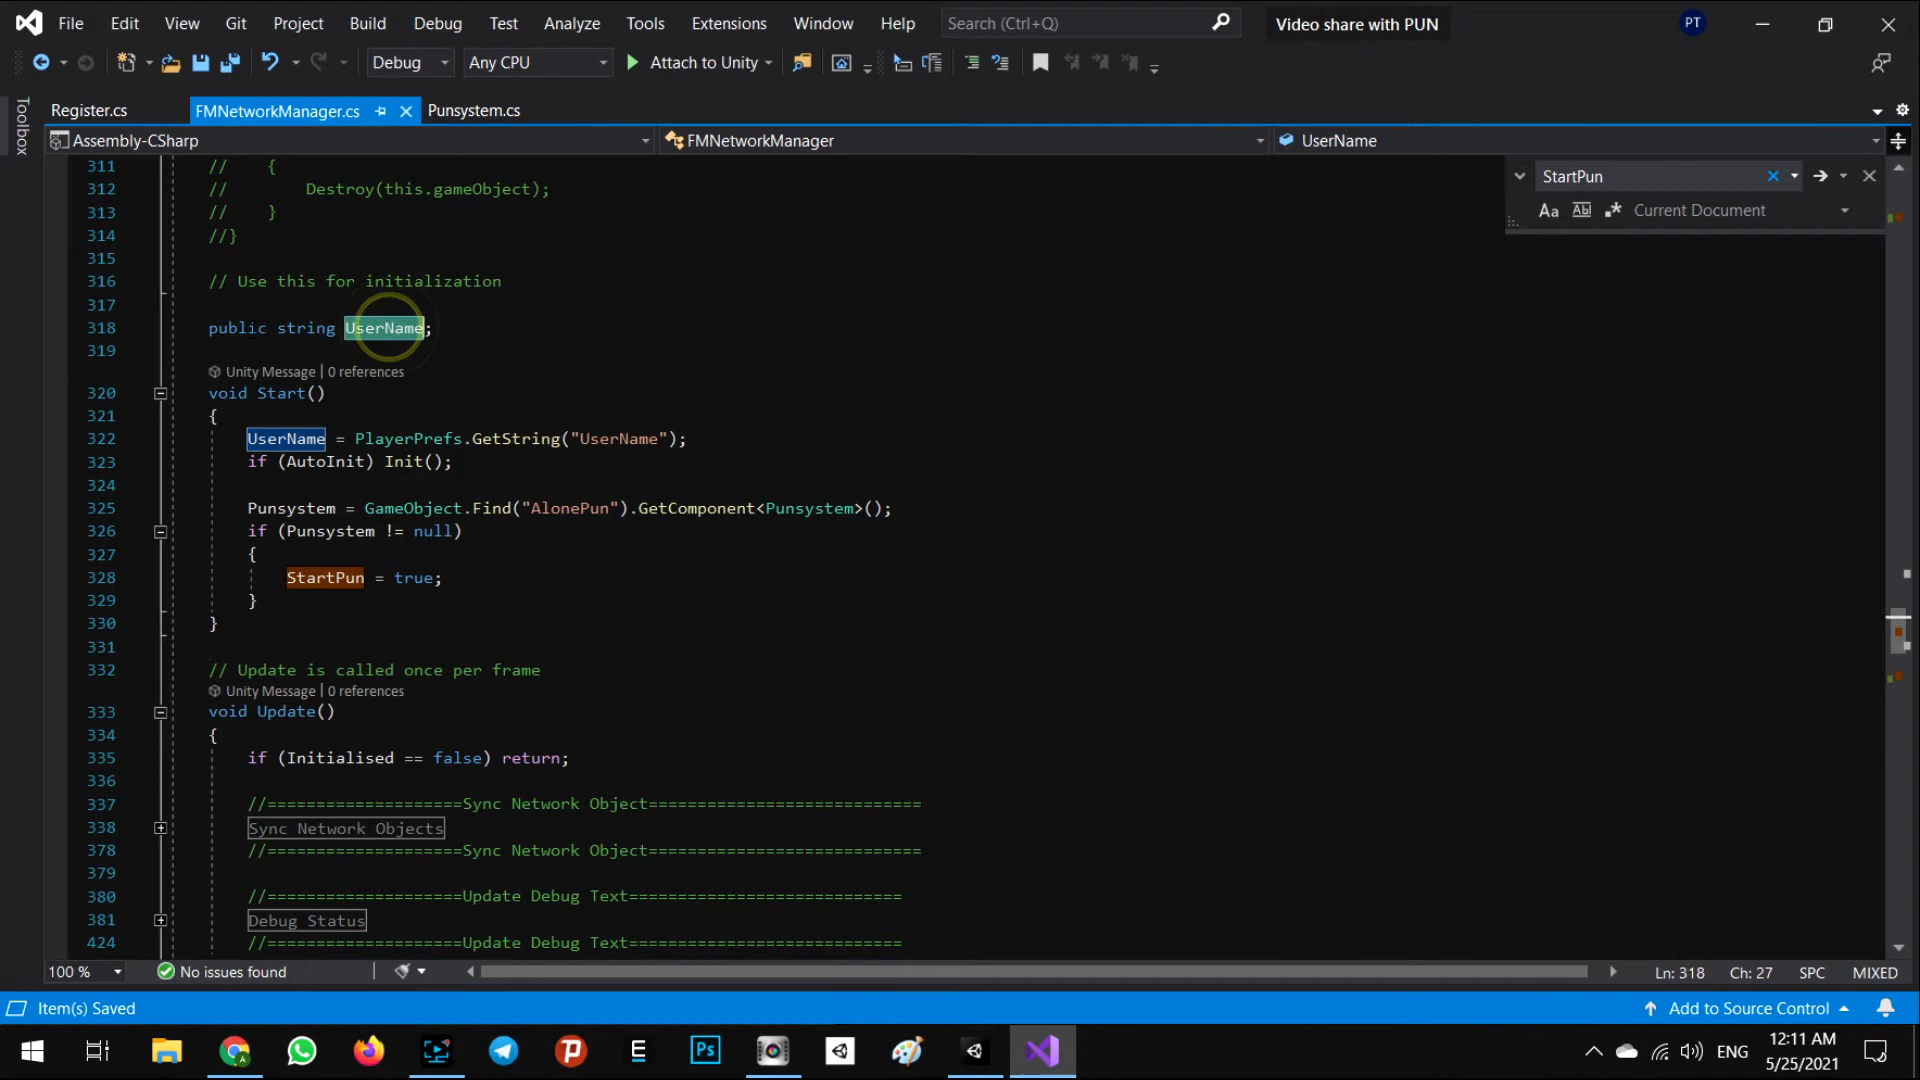 File Edit View Git Project Build Debug Test Analyze Tools Extensions Window Help Search (Ctrl+Q) Video share with PUN PT
Debug Any CPU Attach to Unity
Toolbox
Register.cs FMNetworkManager.cs Punsystem.cs
Assembly-CSharp FMNetworkManager UserName
StartPun
Aa Abl .* Current Document
311 // {
312 // Destroy(this.gameObject);
313 // }
314 //}
315
316 // Use this for initialization
317
318 public string UserName;
319
Unity Message | 0 references
320 void Start()
321 {
322 UserName = PlayerPrefs.GetString("UserName");
323 if (AutoInit) Init();
324
325 Punsystem = GameObject.Find("AlonePun").GetComponent<Punsystem>();
326 if (Punsystem != null)
327 {
328 StartPun = true;
329 }
330 }
331
332 // Update is called once per frame
Unity Message | 0 references
333 void Update()
334 {
335 if (Initialised == false) return;
336
337 //====================Sync Network Object============================
338 Sync Network Objects
378 //====================Sync Network Object============================
379
380 //====================Update Debug Text==========================
381 Debug Status
424 //====================Update Debug Text==========================
100 % No issues found Ln: 318 Ch: 27 SPC MIXED
Item(s) Saved Add to Source Control
Ps ENG 12:11 AM
5/25/2021